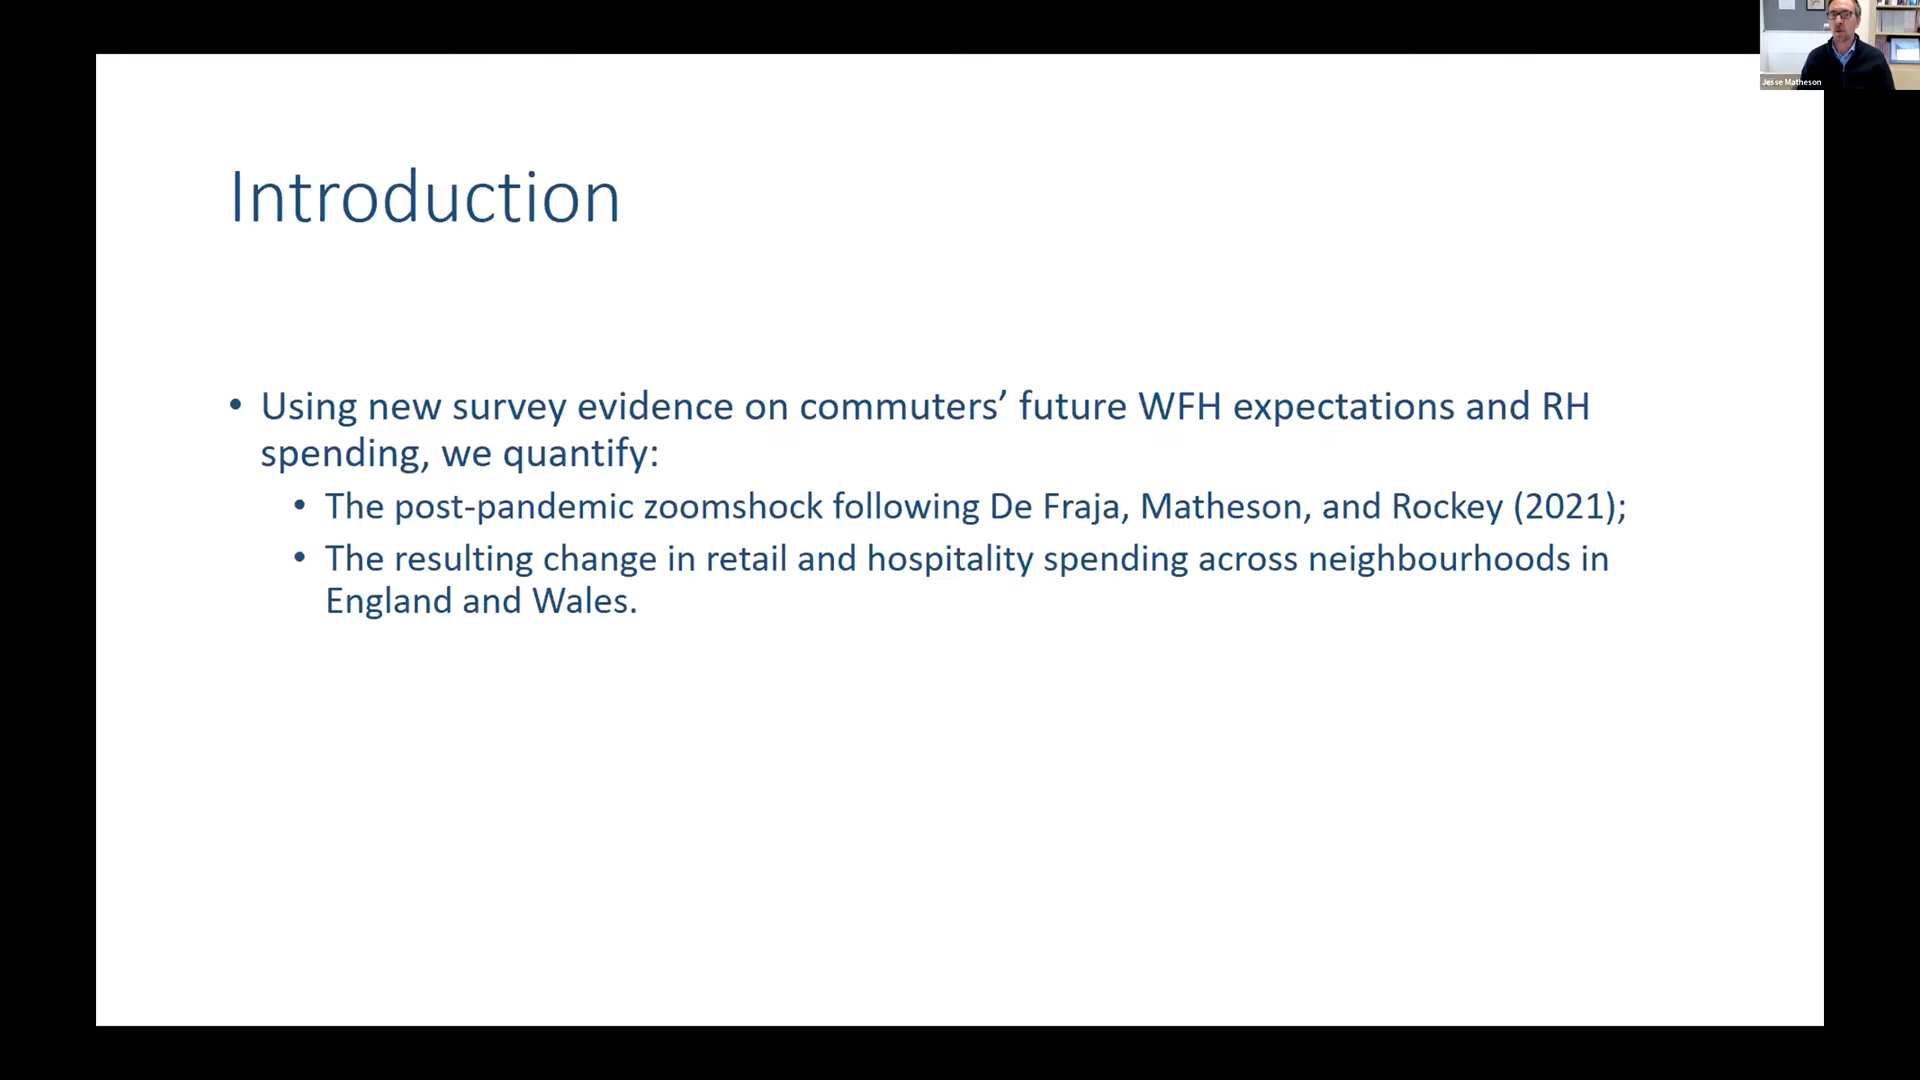 Jesse Matheson
Introduction
• Using new survey evidence on commuters’ future WFH expectations and RH
spending, we quantify:
• The post-pandemic zoomshock following De Fraja, Matheson, and Rockey (2021);
• The resulting change in retail and hospitality spending across neighbourhoods in
England and Wales.